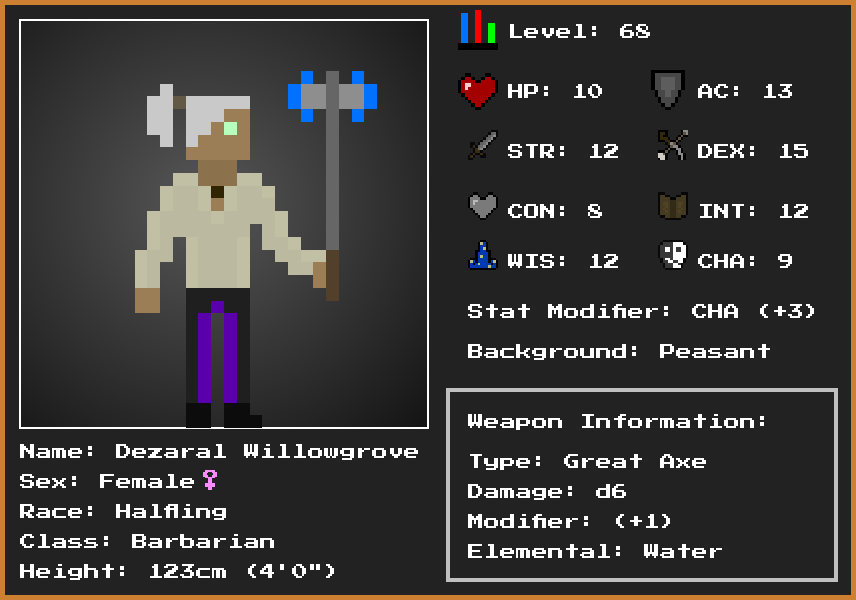 Level: 68
HP: 10
AC: 13
STR: 12
DEX: 15
CON: 8
INT: 12
WIS: 12
CHA: 9
Stat Modifier: CHA (+3)
Background: Peasant
Weapon Information:
Type: Great Axe
Damage: d6
Modifier: (+1)
Elemental: Water
Name: Dezaral Willowgrove
Sex: Female♀
Race: Halfling
Class: Barbarian
Height: 123cm (4'0")